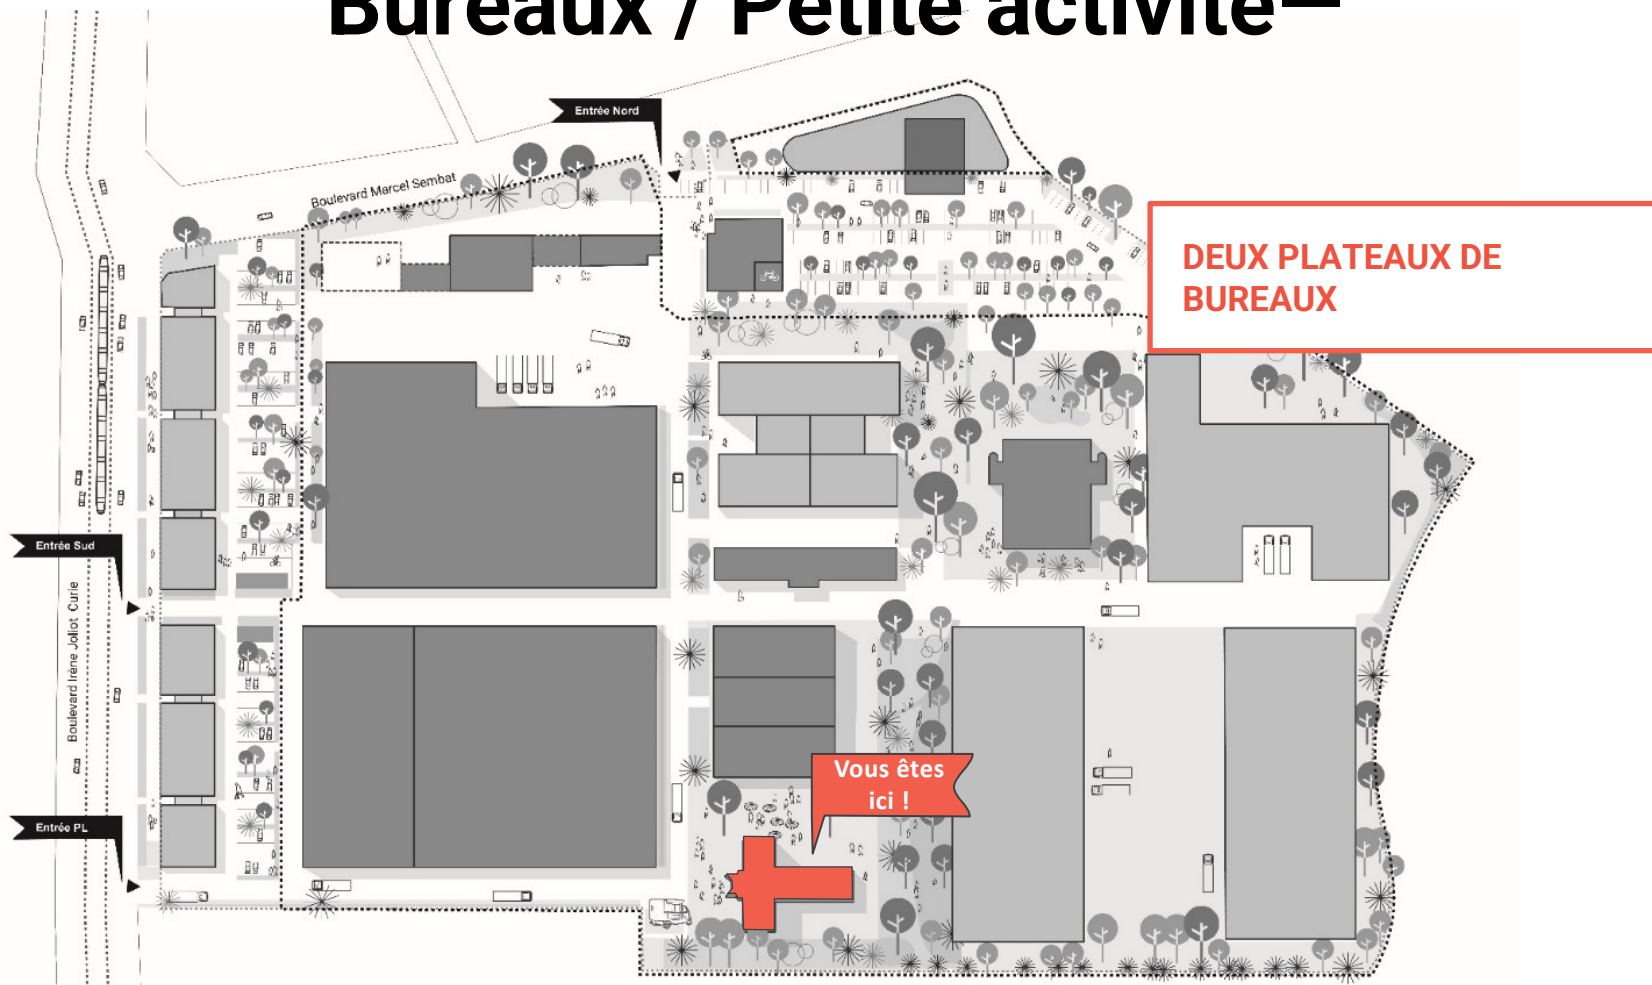 Bureaux / Petite activité
Entrée Nord
Boulevard Marcel Sembat
DEUX PLATEAUX DE
BUREAUX
Entrée Sud
Boulevard Irène Joliot Curie
Vous êtes
ici !
Entrée PL